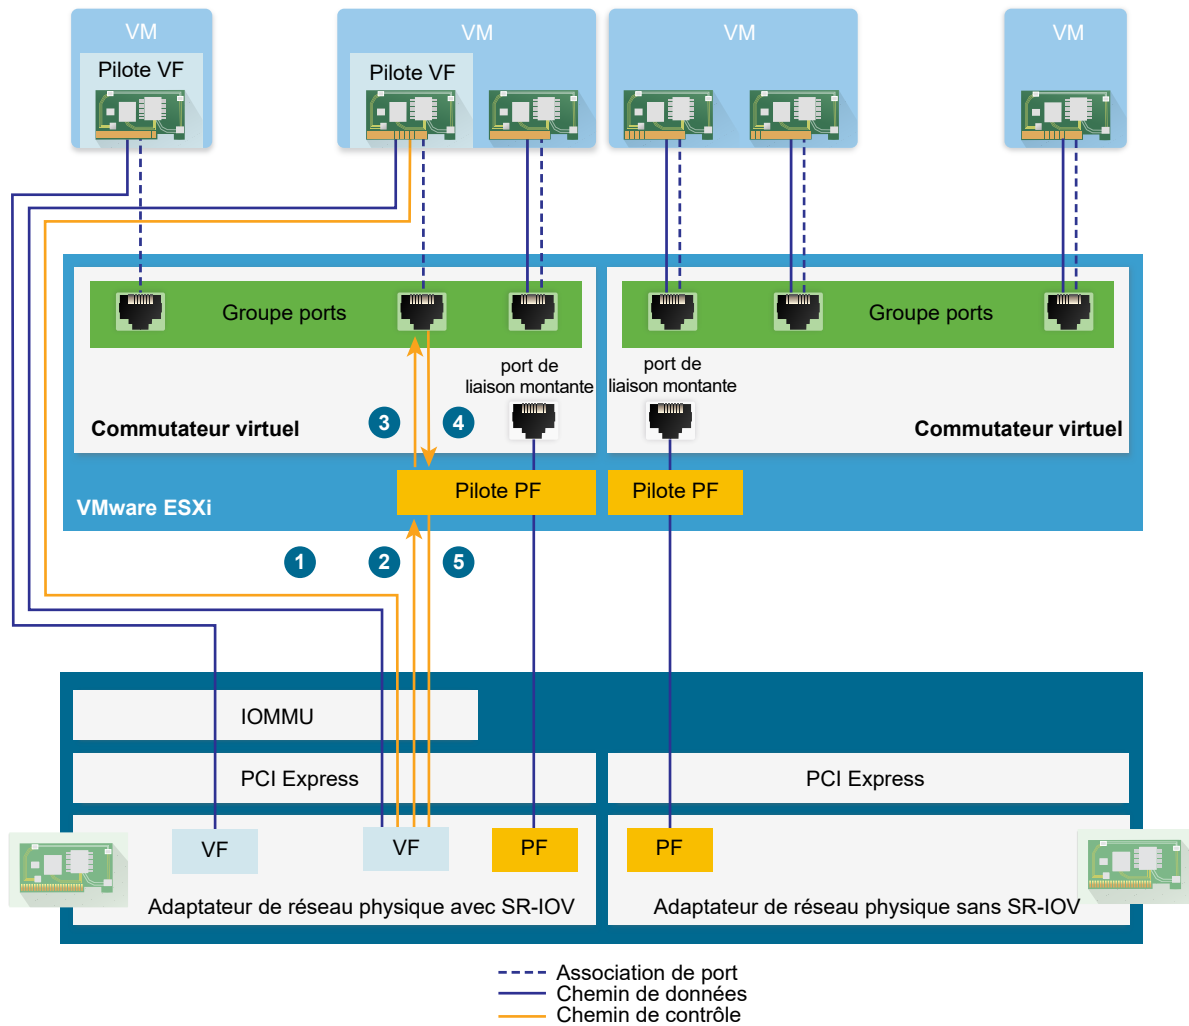 VM
VM
VM
VM
Pilote VF
Pilote VF
Groupe ports
Groupe ports
port de
liaison montante
port de
liaison montante
3
4
Commutateur virtuel
Commutateur virtuel
Pilote PF
Pilote PF
VMware ESXi
1
2
5
IOMMU
PCI Express
PCI Express
VF
VF
PF
PF
Adaptateur de réseau physique avec SR-IOV
Adaptateur de réseau physique sans SR-IOV
Association de port
Chemin de données
Chemin de contrôle